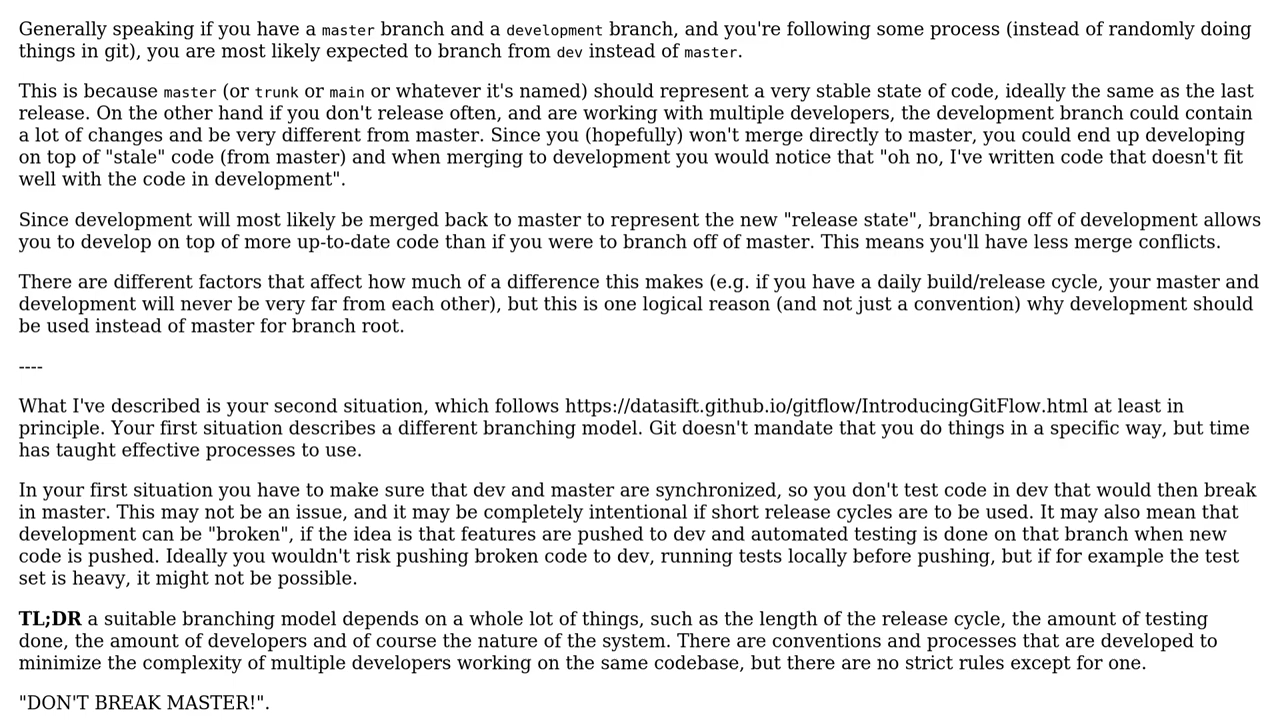 Generally speaking if you have a master branch and a development branch, and you're following some process (instead of randomly doing
things in git), you are most likely expected to branch from dev instead of master.
This is because master (or trunk or main or whatever it's named) should represent a very stable state of code, ideally the same as the last
release. On the other hand if you don't release often, and are working with multiple developers, the development branch could contain
a lot of changes and be very different from master. Since you (hopefully) won't merge directly to master, you could end up developing
on top of "stale" code (from master) and when merging to development you would notice that "oh no, I've written code that doesn't fit
well with the code in development".
Since development will most likely be merged back to master to represent the new "release state", branching off of development allows
you to develop on top of more up-to-date code than if you were to branch off of master. This means you'll have less merge conflicts.
There are different factors that affect how much of a difference this makes (e.g. if you have a daily build/release cycle, your master and
development will never be very far from each other), but this is one logical reason (and not just a convention) why development should
be used instead of master for branch root.
----
What I've described is your second situation, which follows https://datasift.github.io/gitflow/IntroducingGitFlow.html at least in
principle. Your first situation describes a different branching model. Git doesn't mandate that you do things in a specific way, but time
has taught effective processes to use.
In your first situation you have to make sure that dev and master are synchronized, so you don't test code in dev that would then break
in master. This may not be an issue, and it may be completely intentional if short release cycles are to be used. It may also mean that
development can be "broken", if the idea is that features are pushed to dev and automated testing is done on that branch when new
code is pushed. Ideally you wouldn't risk pushing broken code to dev, running tests locally before pushing, but if for example the test
set is heavy, it might not be possible.
TL;DR a suitable branching model depends on a whole lot of things, such as the length of the release cycle, the amount of testing
done, the amount of developers and of course the nature of the system. There are conventions and processes that are developed to
minimize the complexity of multiple developers working on the same codebase, but there are no strict rules except for one.
"DON'T BREAK MASTER!".